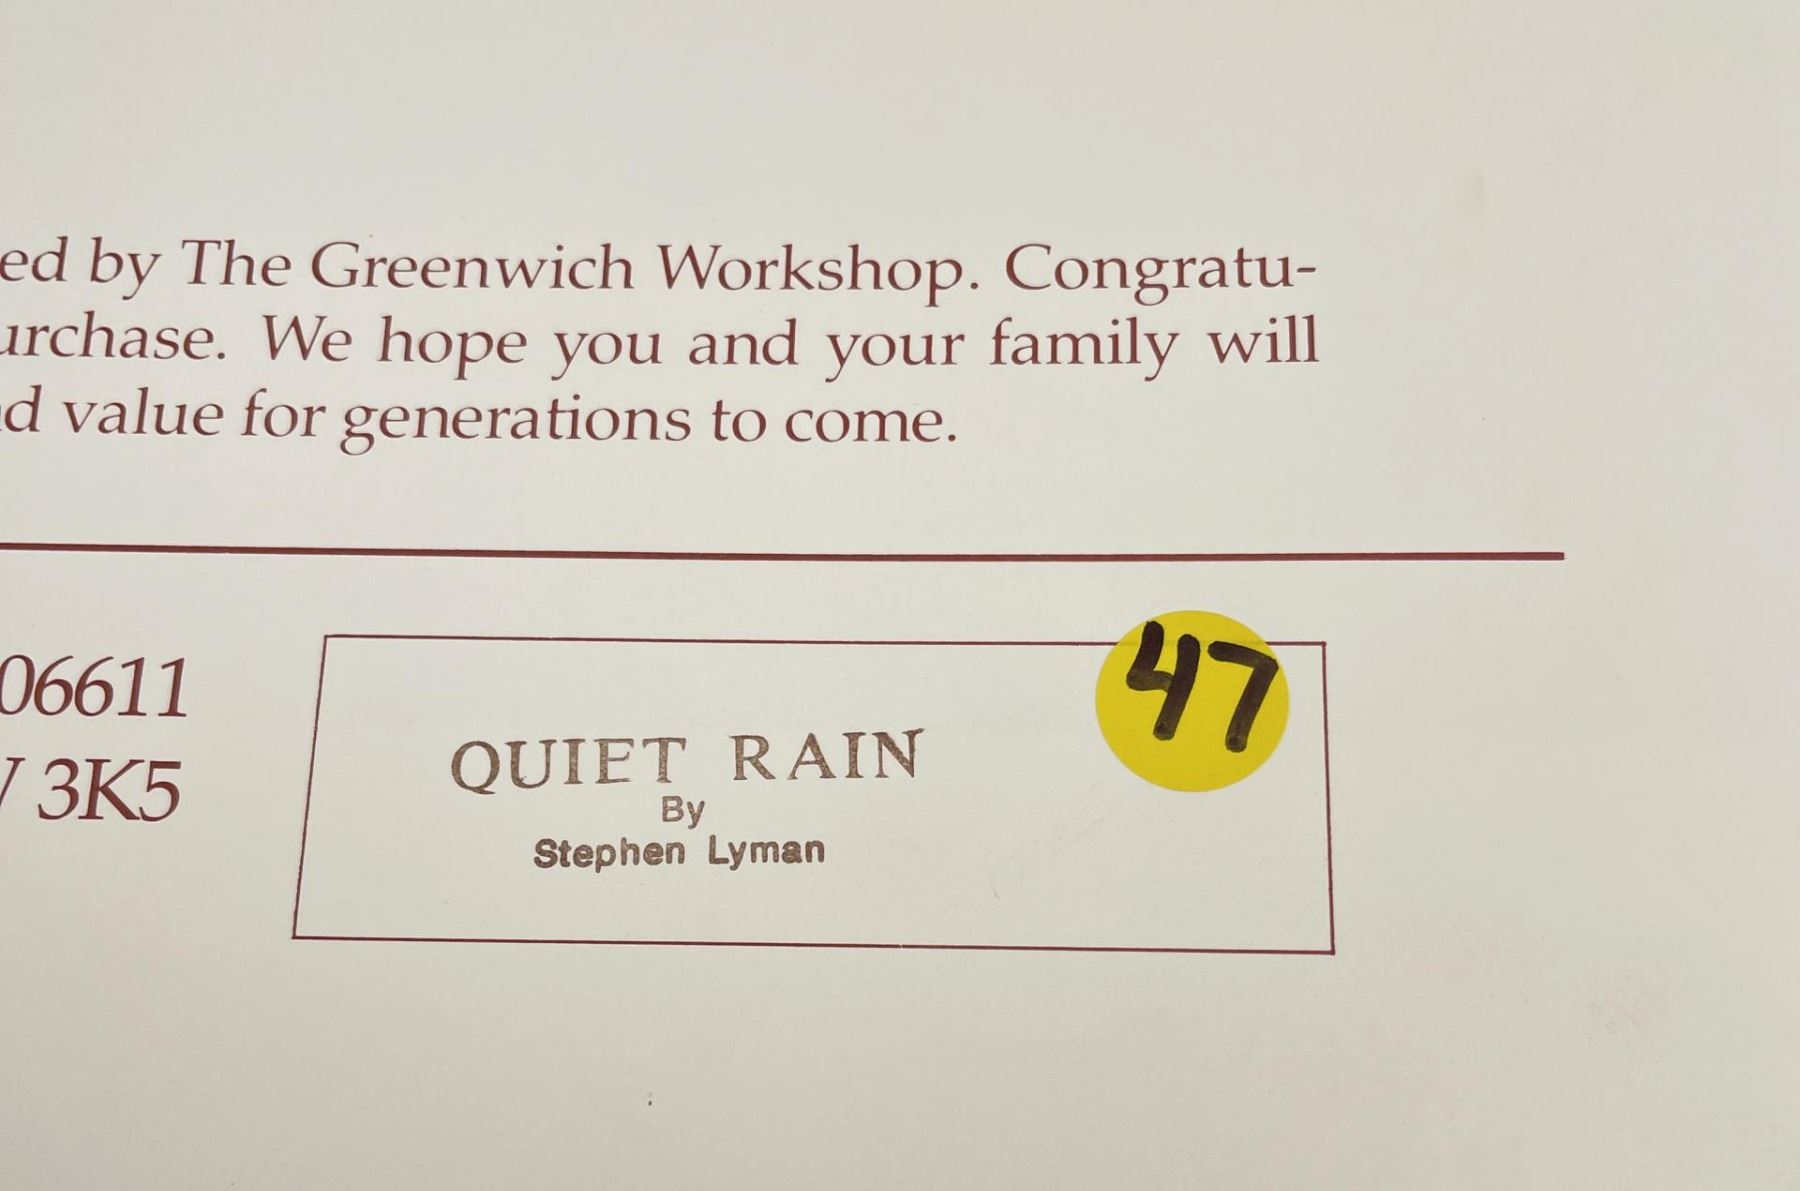 ed by The Greenwich Workshop. Congratu-
urchase. We hope you and your family will
d value for generations to come.
06611
3K5
47
QUIET RAIN
By
Stephen Lyman